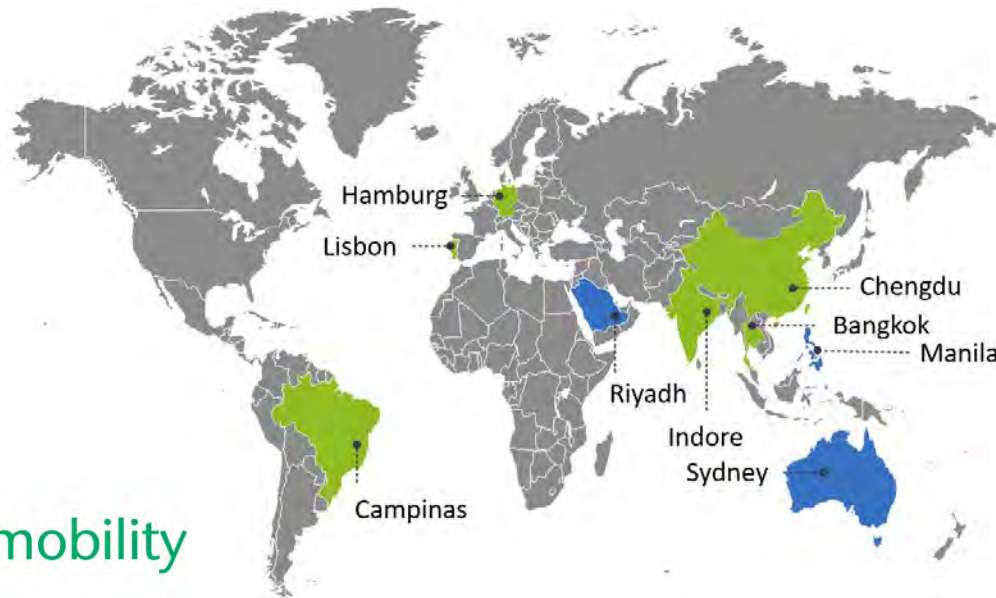 Hamburg
Lisbon
Chengdu
Bangkok
Manila
Riyadh
Indore
Sydney
Campinas
mobility